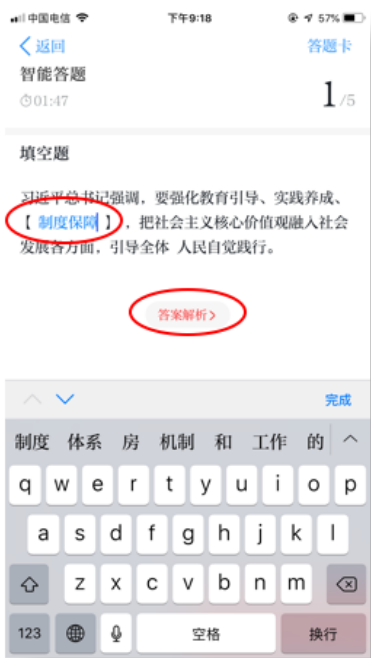 中国电信 下午9:18 57%
返回 答题卡
智能答题
01:47 1/5
填空题
习近平总书记强调，要强化教育引导、实践养成、
【 制度保障 】，把社会主义核心价值观融入社会
发展各方面，引导全体 人民自觉践行。
答案解析>
完成
制度 体系 房 机制 和 工作 的
q w e r t y u i o p
a s d f g h j k l
z x c v b n m
123 空格 换行